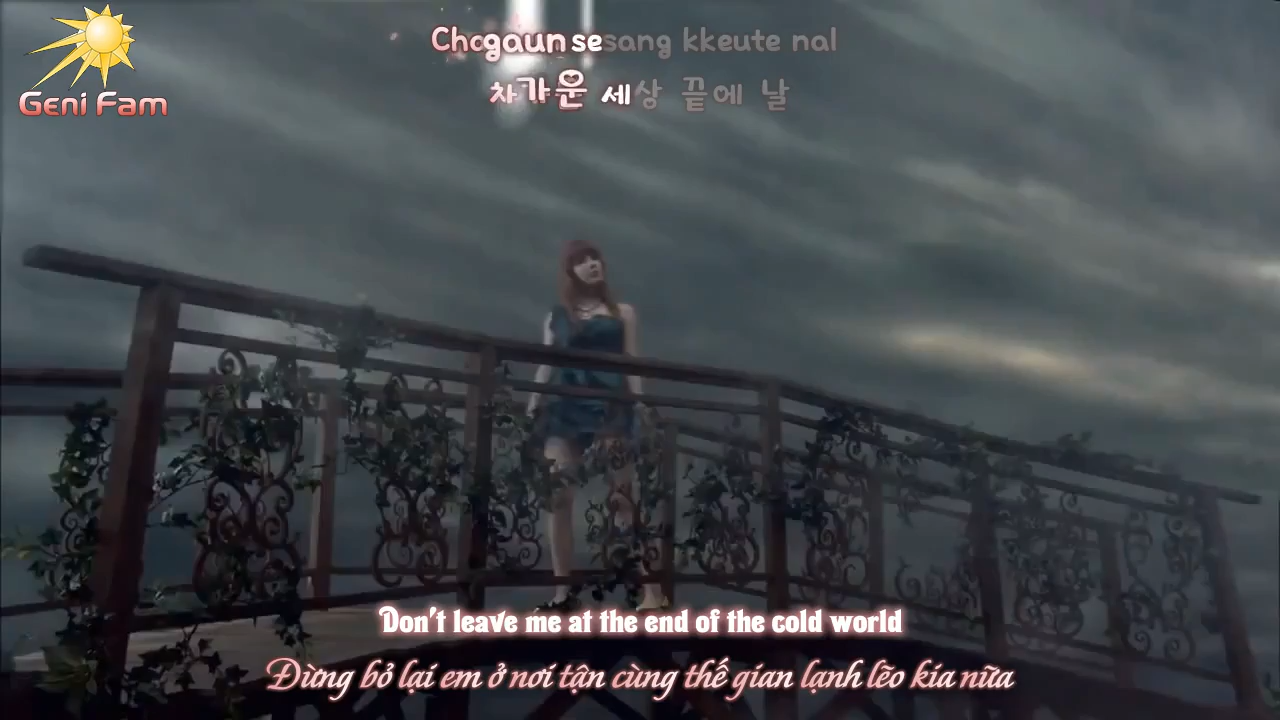 Geni Fam
Chagaun sesang kkeute nal
차가운 세상 끝에 날
Don't leave me at the end of the cold world
Đừng bỏ lại em ở nơi tận cùng thế gian lạnh lẽo kia nữa